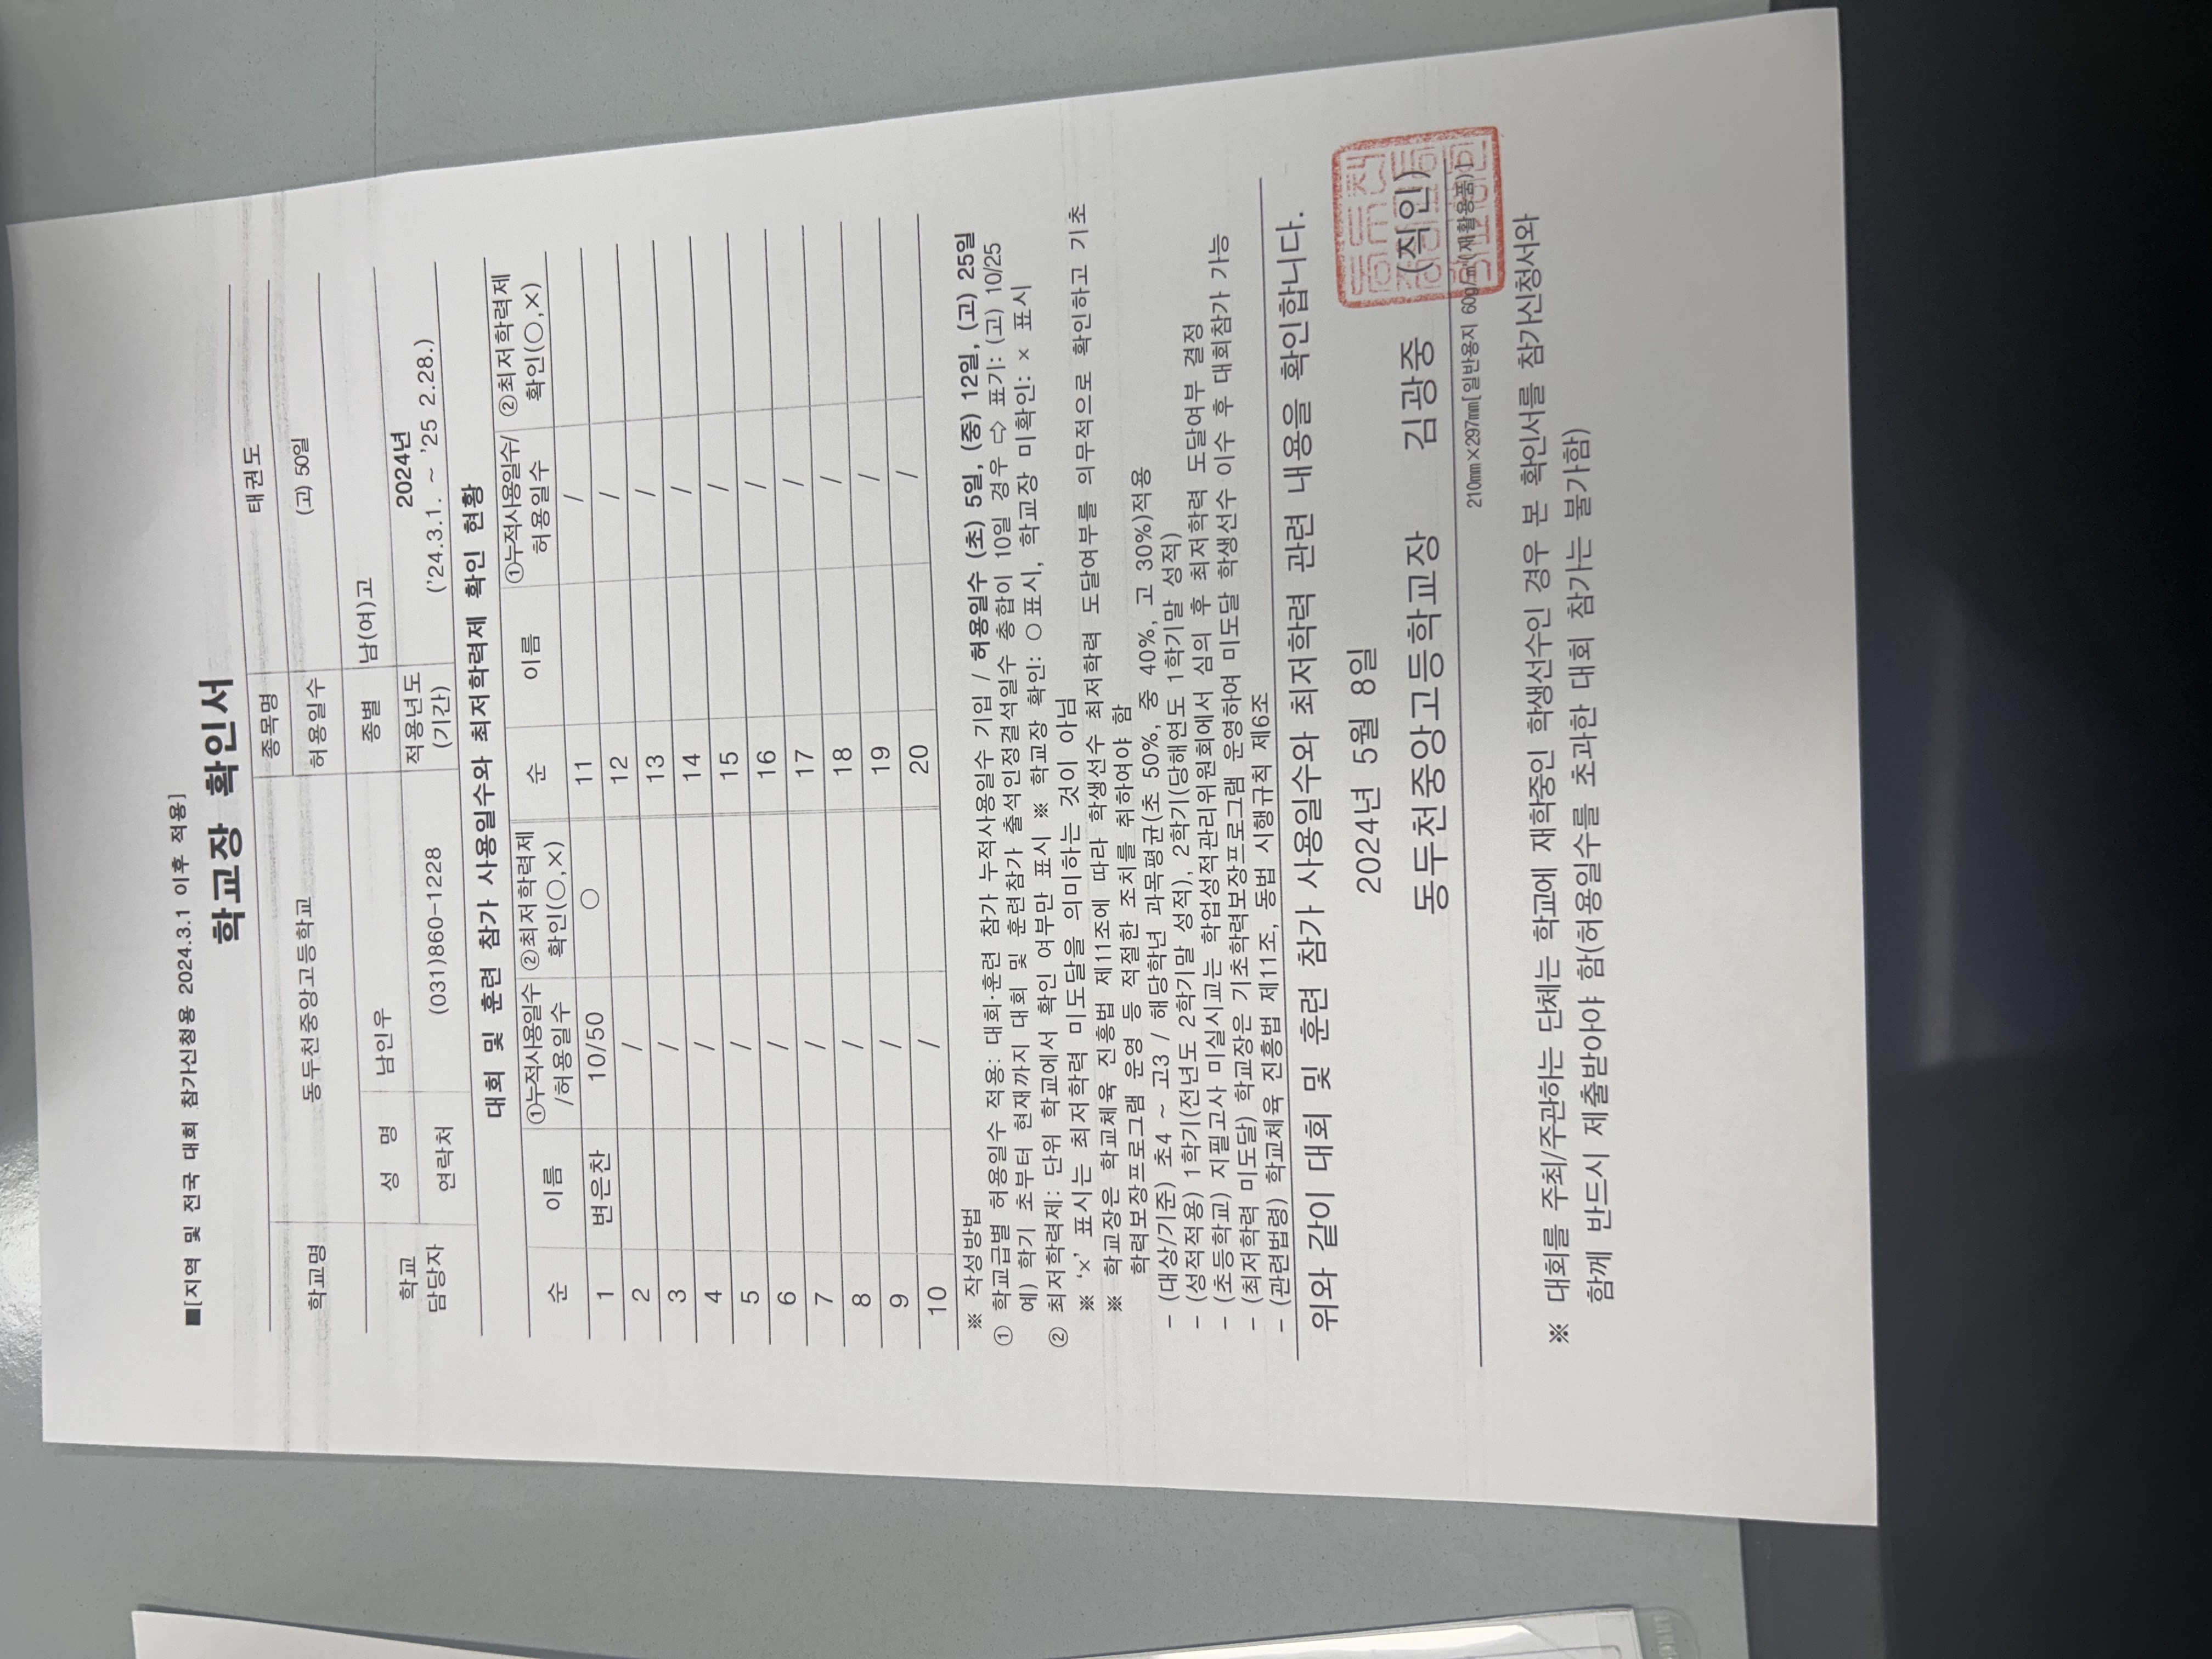 ■[지역 및 전국 대회 참가신청용 2024.3.1 이후 적용]
학교장 확인서
학교명 동두천중앙고등학교 종목명 태권도
허용일수 (고) 50일
학교 담당자 성 명 남인우 종별 남(여)고
연락처 (031)860-1228 적용년도 (기간) 2024년 ('24.3.1. ~ '25 2.28.)
대회 및 훈련 참가 사용일수와 최저학력제 확인 현황
순 이름 ①누적사용일수 /허용일수 ②최저학력제 확인(○,×) 순 이름 ①누적사용일수/ 허용일수 ②최저학력제 확인(○,×)
1 변은찬 10/50 ○ 11 /
2 / 12 /
3 / 13 /
4 / 14 /
5 / 15 /
6 / 16 /
7 / 17 /
8 / 18 /
9 / 19 /
10 / 20 /
※ 작성방법
① 학교급별 허용일수 적용: 대회·훈련 참가 누적사용일수 기입 / 허용일수 (초) 5일, (중) 12일, (고) 25일
예) 학기 초부터 현재까지 대회 및 훈련참가 출석인정결석일수 총합이 10일 경우 ⇨ 표기: (고) 10/25
② 최저학력제: 단위 학교에서 확인 여부만 표시 ※ 학교장 확인: ○ 표시, 학교장 미확인: × 표시
※ '×' 표시는 최저학력 미도달을 의미하는 것이 아님
※ 학교장은 학교체육 진흥법 제11조에 따라 학생선수 최저학력 도달여부를 의무적으로 확인하고 기초
학력보장프로그램 운영 등 적절한 조치를 취하여야 함
- (대상/기준) 초4 ~ 고3 / 해당학년 과목평균(초 50%, 중 40%, 고 30%)적용
- (성적적용) 1학기(전년도 2학기말 성적), 2학기(당해연도 1학기말 성적)
- (초등학교) 지필고사 미실시교는 학업성적관리위원회에서 심의 후 최저학력 도달여부 결정
- (최저학력 미도달) 학교장은 기초학력보장프로그램 운영하여 미도달 학생선수 이수 후 대회참가 가능
- (관련법령) 학교체육 진흥법 제11조, 동법 시행규칙 제6조
위와 같이 대회 및 훈련 참가 사용일수와 최저학력 관련 내용을 확인합니다.
2024년 5월 8일
동두천중앙고등학교장 김광중 (직인)
210mm×297mm[일반용지 60g/㎡(재활용품)]
※ 대회를 주최/주관하는 단체는 학교에 재학중인 학생선수인 경우 본 확인서를 참가신청서와
함께 반드시 제출받아야 함(허용일수를 초과한 대회 참가는 불가함)